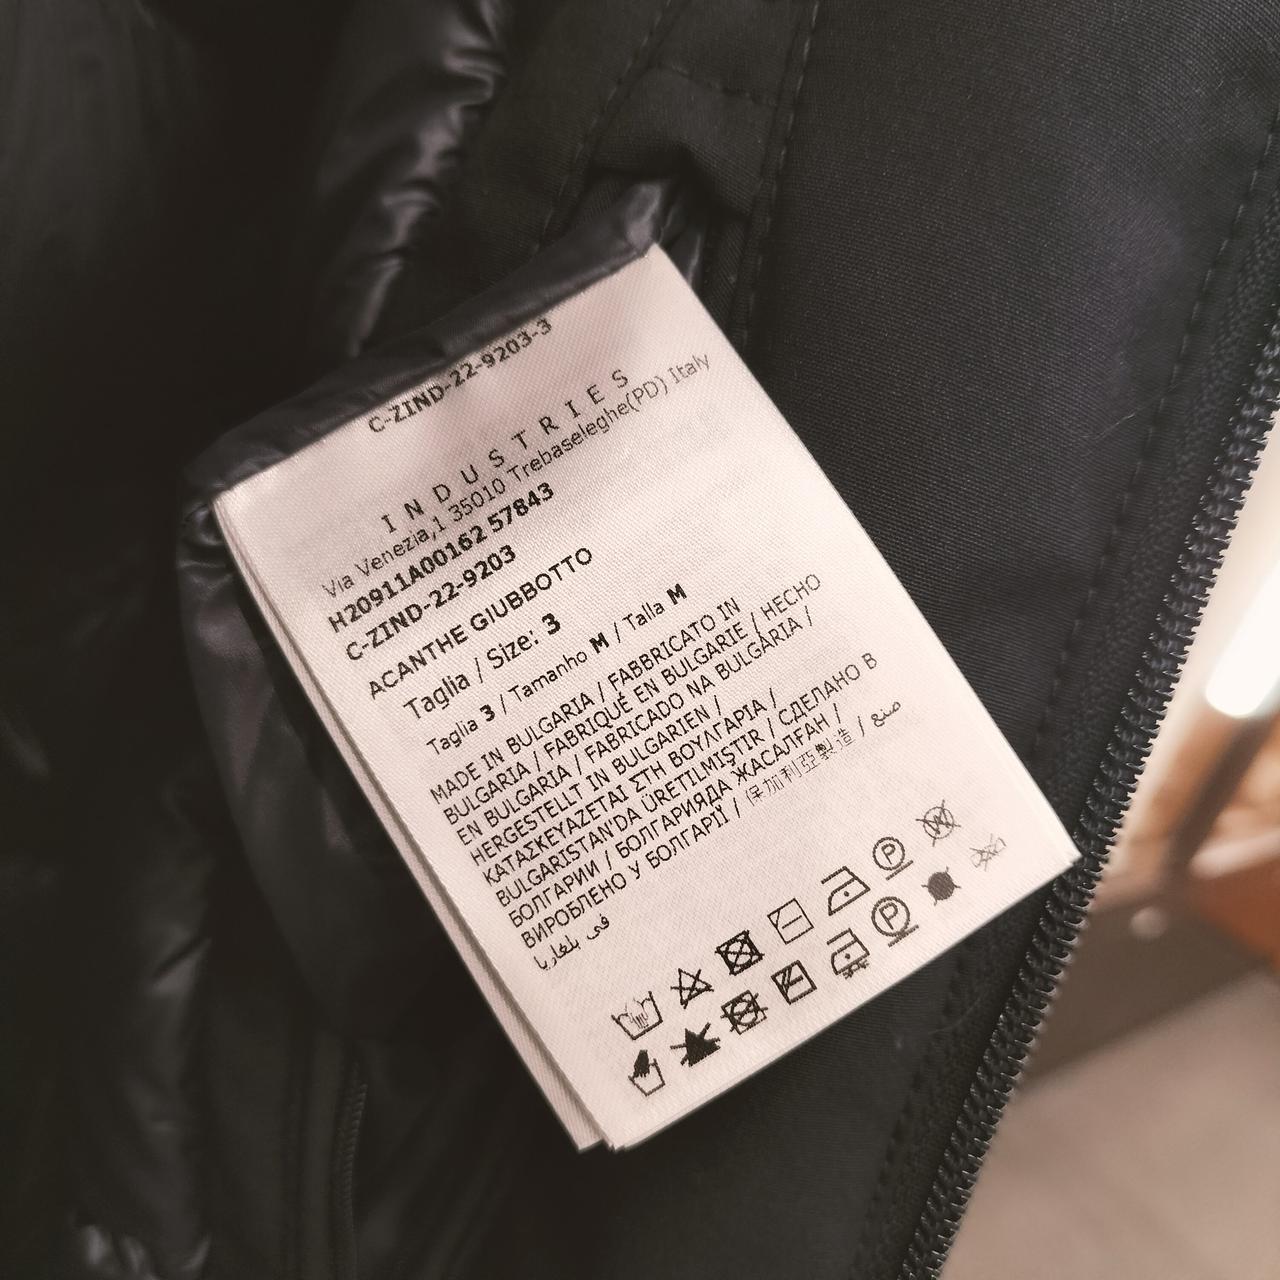 C-ZIND-22-9203-3
INDUSTRIES
Via Venezia,1 35010 Trebaseleghe(PD) Italy
H20911A00162 57843
C-ZIND-22-9203
ACANTHE GIUBBOTTO
Taglia / Size: 3
Taglia 3 / Tamanho M / Talla M
MADE IN BULGARIA / FABBRICATO IN
BULGARIA / FABRIQUÉ EN BULGARIE / HECHO
EN BULGARIA / FABRICADO NA BULGÁRIA /
HERGESTELLT IN BULGARIEN /
ΚΑΤΑΣΚΕΥΑΖΕΤΑΙ ΣΤΗ ΒΟΥΛΓΑΡΙΑ /
BULGARISTAN'DA ÜRETILMIŞTIR / СДЕЛАНО В
БОЛГАРИИ / БОЛГАРИЯДА ЖАСАЛҒАН /
ВИРОБЛЕНО У БОЛГАРІЇ / 保加利亞製造 / صنع
في بلغاريا